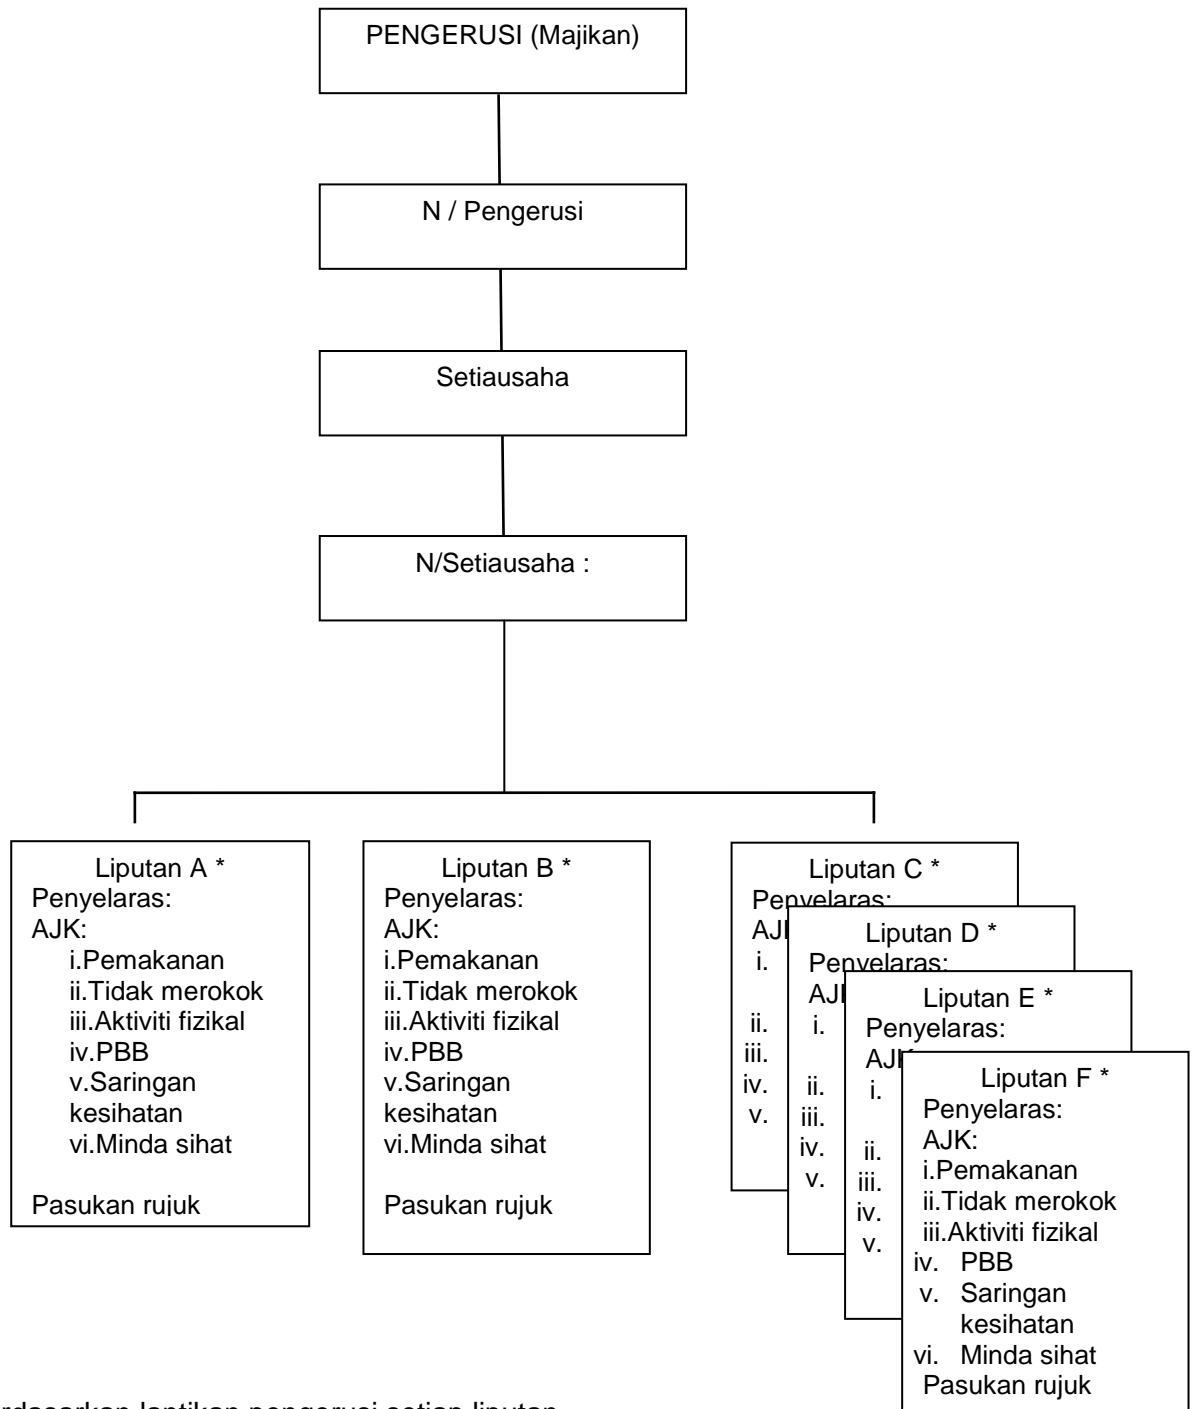 PENGERUSI (Majikan)
N / Pengerusi
Setiausaha
N/Setiausaha :
Liputan A *
Penyelaras:
AJK:
i.Pemakanan
ii.Tidak merokok
iii.Aktiviti fizikal
iv.PBB
v.Saringan
kesihatan
vi.Minda sihat
Pasukan rujuk
Liputan B *
Penyelaras:
AJK:
i.Pemakanan
ii.Tidak merokok
iii.Aktiviti fizikal
iv.PBB
v.Saringan
kesihatan
vi.Minda sihat
Pasukan rujuk
Liputan C *
Penyelaras:
i.
ii.
iii.
iv.
v.
Liputan D *
Penyelaras:
i.
ii.
iii.
iv.
v.
Liputan E *
Penyelaras:
i.
ii.
iii.
iv.
v.
Liputan F *
Penyelaras:
AJK:
i.Pemakanan
ii.Tidak merokok
iii.Aktiviti fizikal
iv. PBB
v. Saringan
kesihatan
vi. Minda sihat
Pasukan rujuk
lantikan pengerusi setiap liputan